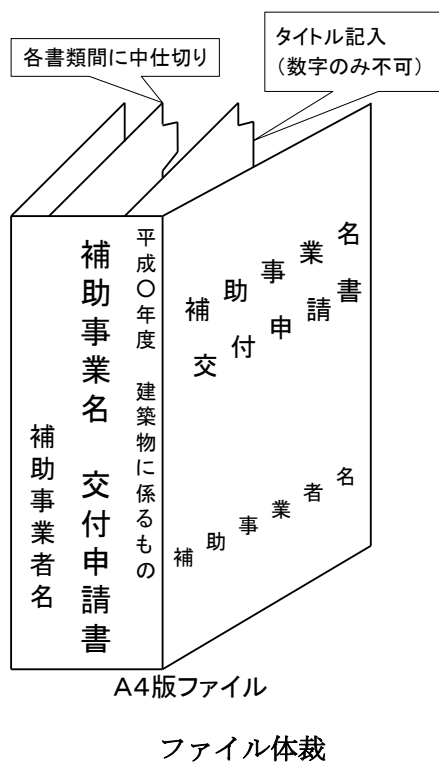 各書類間に中仕切り
タイトル記入
（数字のみ不可）
平成〇年度　建築物に係るもの
補助事業名　交付申請書
補助事業者名
補助事業名
交付申請書
補助事業者名
A4版ファイル
ファイル体裁